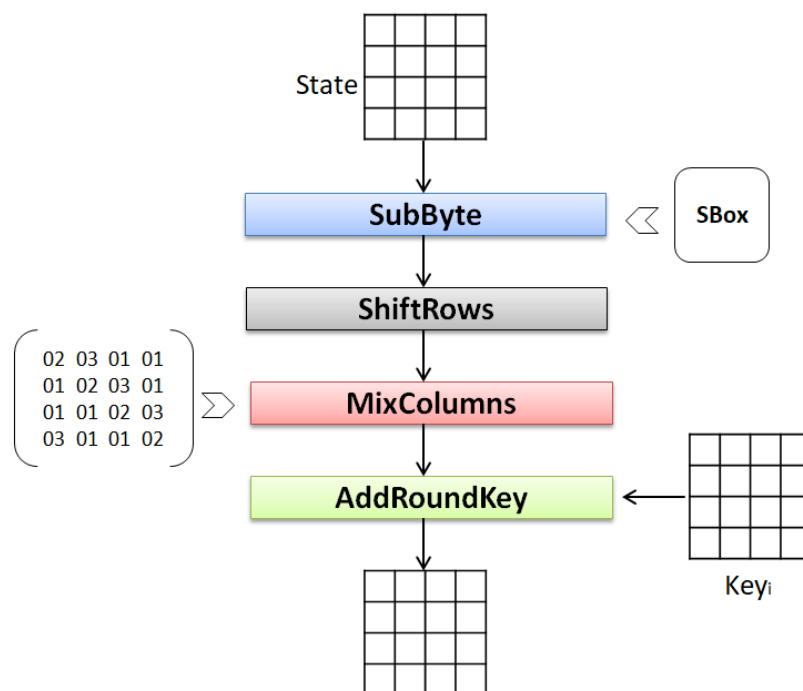 State
SubByte
SBox
ShiftRows
02 03 01 01
01 02 03 01
01 01 02 03
03 01 01 02
MixColumns
AddRoundKey
Keyi